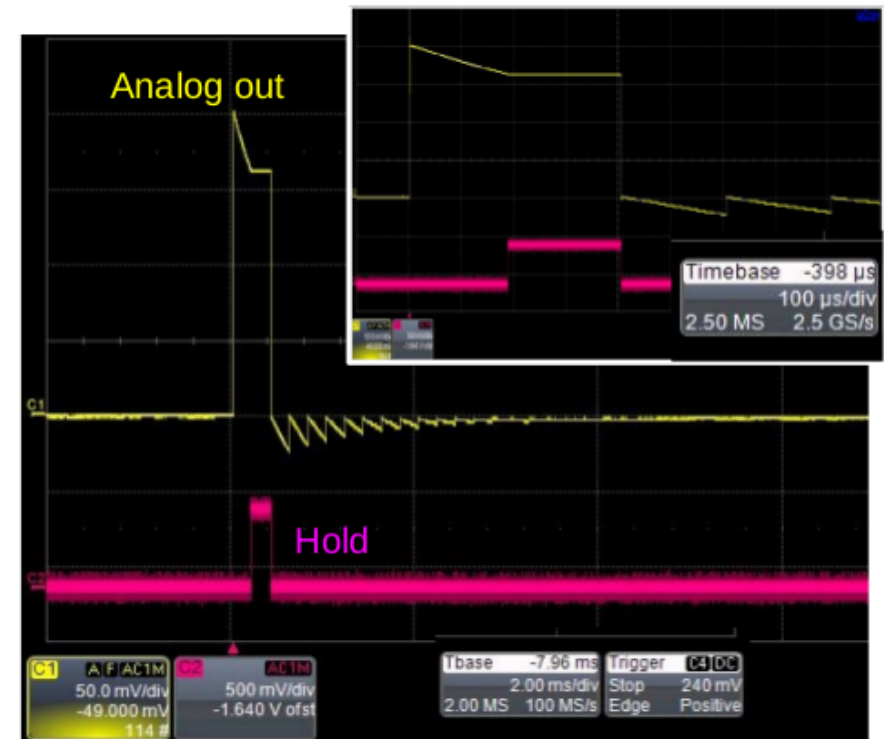 Analog out
Timebase -398 µs
100 µs/div
2.50 MS 2.5 GS/s
C1
Hold
C2
C1 A F AC1M
50.0 mV/div
-49.000 mV
114 #
C2 AC1M
500 mV/div
-1.640 V ofst
Tbase -7.96 ms
2.00 ms/div
2.00 MS 100 MS/s
Trigger C4 DC
Stop 240 mV
Edge Positive